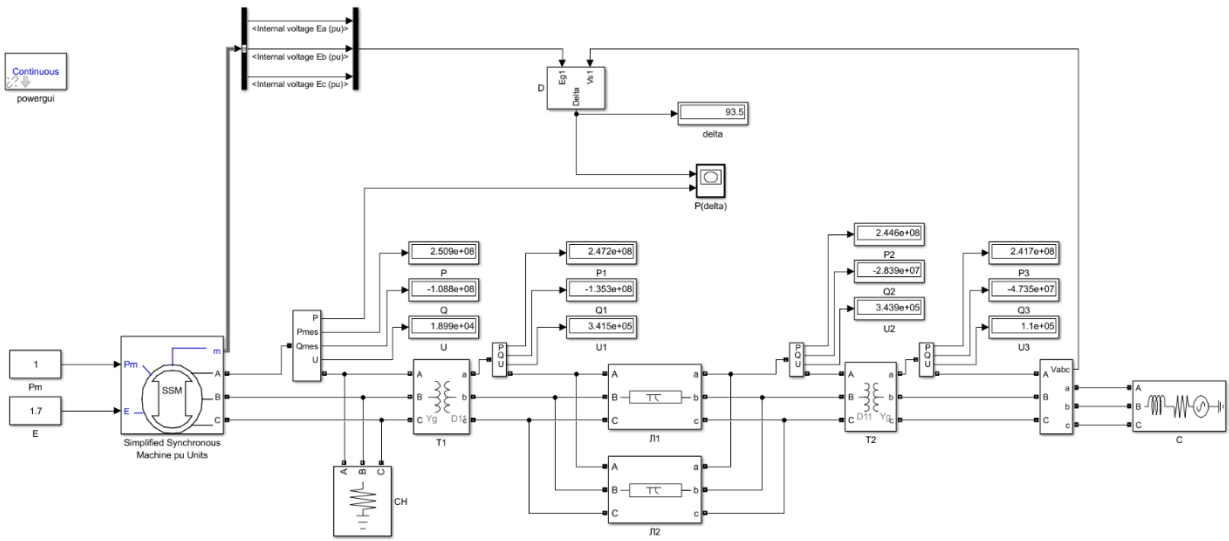 <Internal voltage Ea (pu)>
<Internal voltage Eb (pu)>
<Internal voltage Ec (pu)>
Continuous
powergui
Eg1
Vs1
Delta
D
93.5
delta
P(delta)
2.509e+08
P
-1.088e+08
Q
1.899e+04
U
2.472e+08
P1
-1.353e+08
Q1
3.415e+05
U1
2.446e+08
P2
-2.839e+07
Q2
3.439e+05
U2
2.417e+08
P3
-4.735e+07
Q3
1.1e+05
U3
P
Pmes
Qmes
U
P
Q
U
P
Q
U
P
Q
U
1
Pm
1.7
E
Pm
E
SSM
m
A
B
C
Simplified Synchronous
Machine pu Units
A
B
C
Yg
D11
a
b
c
T1
A
B
C
a
b
c
Л1
A
B
C
a
b
c
Л2
A
B
C
D11
Yg
a
b
c
T2
Vabc
A
B
C
a
b
c
A
B
C
C
A
B
C
CH